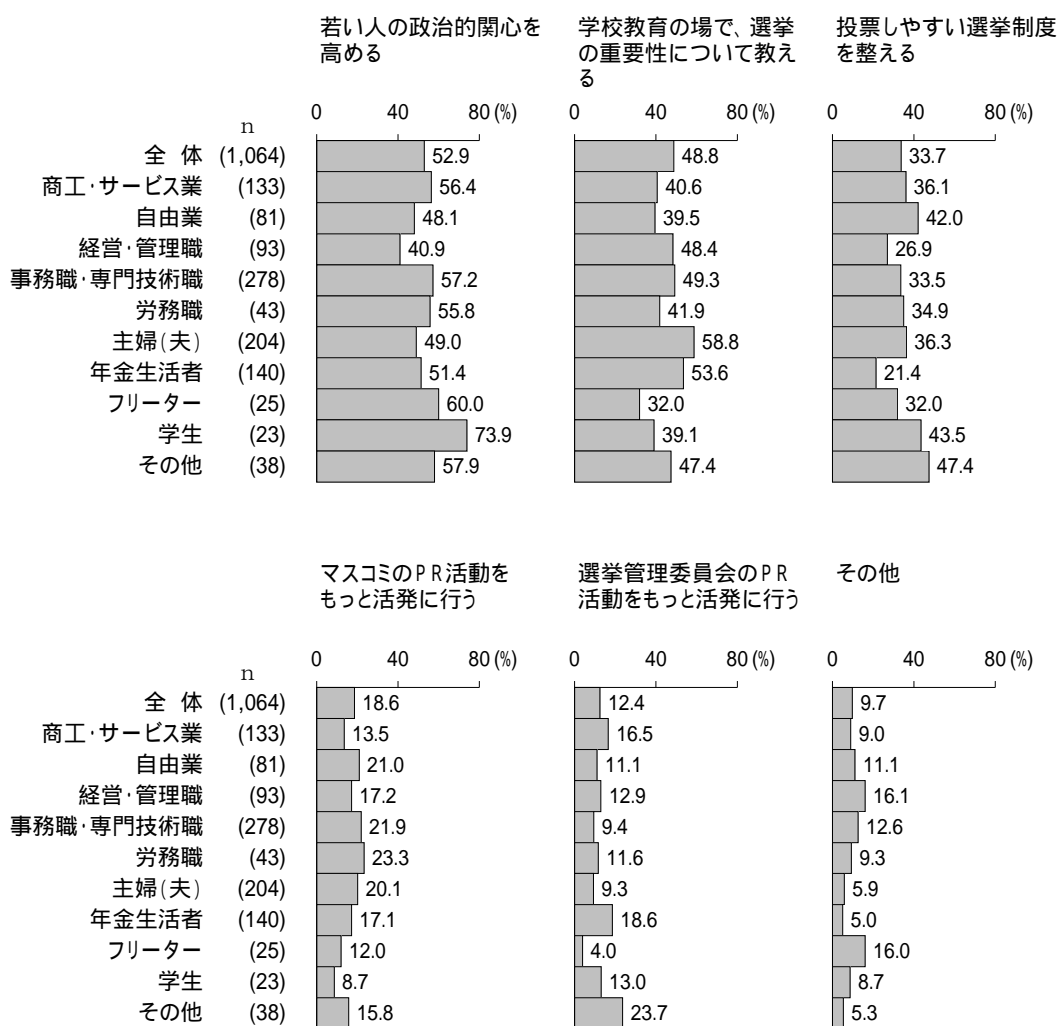 若い人の政治的関心を
高める
学校教育の場で、選挙
の重要性について教え
る
投票しやすい選挙制度
を整える
0 40 80(%) 0 40 80(%) 0 40 80(%)
n
全 体 (1,064) 52.9 48.8 33.7
商工・サービス業 (133) 56.4 40.6 36.1
自由業 (81) 48.1 39.5 42.0
経営・管理職 (93) 40.9 48.4 26.9
事務職・専門技術職 (278) 57.2 49.3 33.5
労務職 (43) 55.8 41.9 34.9
主婦(夫) (204) 49.0 58.8 36.3
年金生活者 (140) 51.4 53.6 21.4
フリーター (25) 60.0 32.0 32.0
学生 (23) 73.9 39.1 43.5
その他 (38) 57.9 47.4 47.4
マスコミのPR活動を
もっと活発に行う
選挙管理委員会のPR
活動をもっと活発に行う
その他
0 40 80(%) 0 40 80(%) 0 40 80(%)
n
全 体 (1,064) 18.6 12.4 9.7
商工・サービス業 (133) 13.5 16.5 9.0
自由業 (81) 21.0 11.1 11.1
経営・管理職 (93) 17.2 12.9 16.1
事務職・専門技術職 (278) 21.9 9.4 12.6
労務職 (43) 23.3 11.6 9.3
主婦(夫) (204) 20.1 9.3 5.9
年金生活者 (140) 17.1 18.6 5.0
フリーター (25) 12.0 4.0 16.0
学生 (23) 8.7 13.0 8.7
その他 (38) 15.8 23.7 5.3